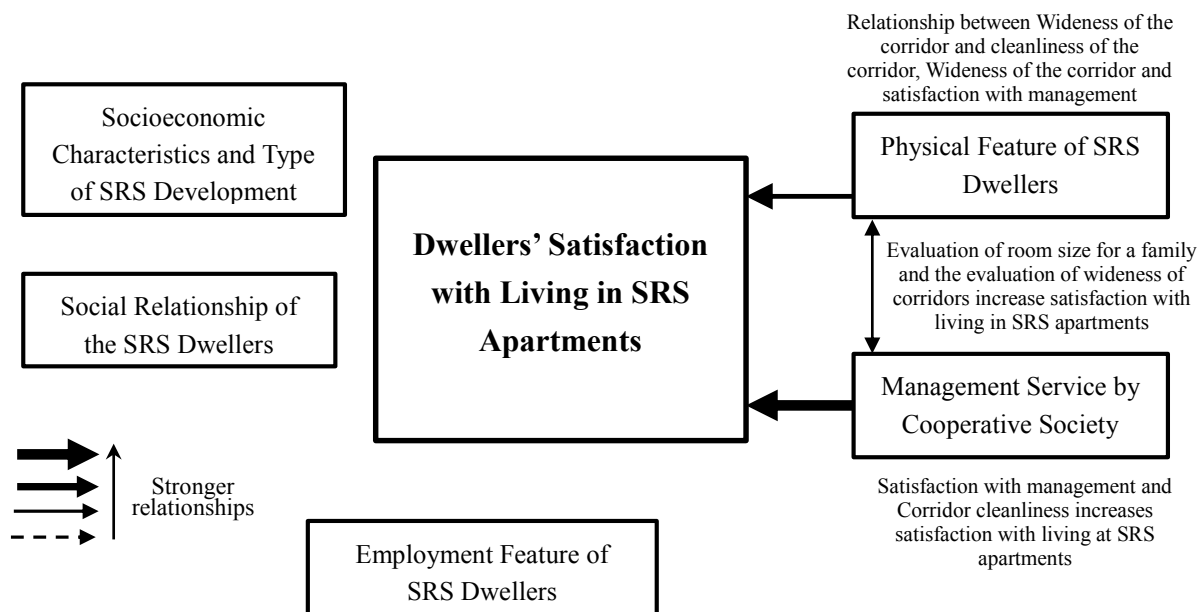 Relationship between Wideness of the
corridor and cleanliness of the
corridor, Wideness of the corridor and
satisfaction with management
Socioeconomic
Characteristics and Type
of SRS Development
Physical Feature of SRS
Dwellers
Dwellers’ Satisfaction
with Living in SRS
Apartments
Evaluation of room size for a family
and the evaluation of wideness of
corridors increase satisfaction with
living in SRS apartments
Social Relationship of
the SRS Dwellers
Management Service by
Cooperative Society
Stronger
relationships
Satisfaction with management and
Corridor cleanliness increases
satisfaction with living at SRS
apartments
Employment Feature of
SRS Dwellers